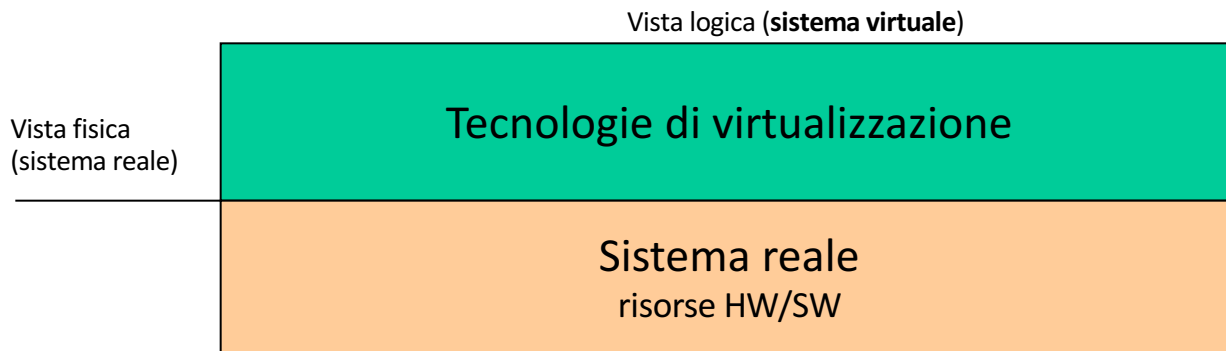 Vista logica (sistema virtuale)
Tecnologie di virtualizzazione
Vista fisica
(sistema reale)
Sistema reale
risorse HW/SW